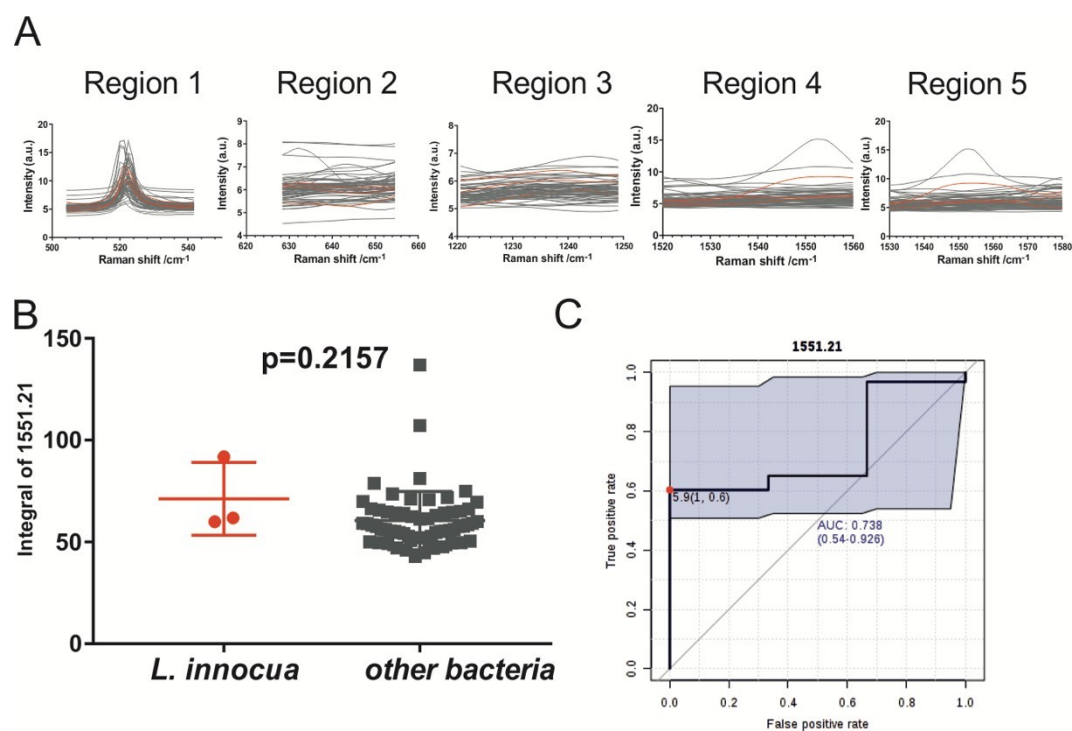 A
Region 1
Region 2
Region 3
Region 4
Region 5
Intensity (a.u.)
20
15
10
5
0
500
520
540
Raman shift /cm-1
Intensity (a.u.)
9
8
7
6
5
4
620
630
640
650
660
Raman shift /cm-1
Intensity (a.u.)
8
7
6
5
4
1220
1230
1240
1250
Raman shift /cm-1
Intensity (a.u.)
20
15
10
5
0
1520
1530
1540
1550
1560
Raman shift /cm-1
Intensity (a.u.)
20
15
10
5
0
1530
1540
1550
1560
1570
1580
Raman shift /cm-1
B
p=0.2157
Integral of 1551.21
150
100
50
0
L. innocua
other bacteria
C
1551.21
True positive rate
1.0
0.8
0.6
0.4
0.2
0.0
5.9(1, 0.6)
AUC: 0.738
(0.54-0.926)
0.0
0.2
0.4
0.6
0.8
1.0
False positive rate